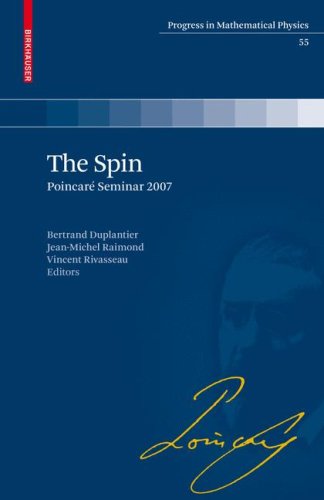 BIRKHÄUSER
Progress in Mathematical Physics
55
The Spin
Poincaré Seminar 2007
Bertrand Duplantier
Jean-Michel Raimond
Vincent Rivasseau
Editors
Poincaré